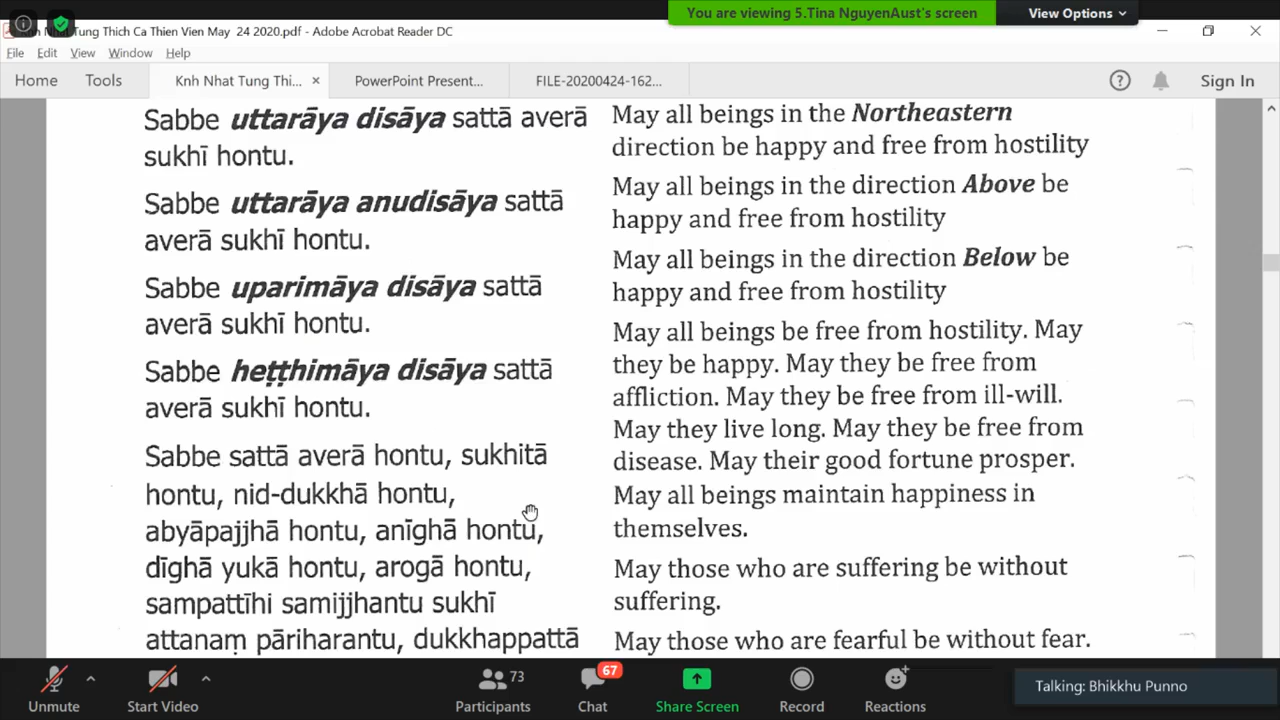 You are viewing 5.Tina NguyenAust's screen
View Options
Tung Thich Ca Thien Vien May 24 2020.pdf - Adobe Acrobat Reader DC
File Edit View Window Help
Home Tools Knh Nhat Tung Thi... × PowerPoint Present... FILE-20200424-162... Sign In
Sabbe uttarāya disāya sattā averā
sukhī hontu.
Sabbe uttarāya anudisāya sattā
averā sukhī hontu.
Sabbe uparimāya disāya sattā
averā sukhī hontu.
Sabbe heṭṭhimāya disāya sattā
averā sukhī hontu.
Sabbe sattā averā hontu, sukhitā
hontu, nid-dukkhā hontu,
abyāpajjhā hontu, anīghā hontu,
dīghā yukā hontu, arogā hontu,
sampattīhi samijjhantu sukhī
attanaṃ pāriharantu, dukkhappattā
May all beings in the Northeastern
direction be happy and free from hostility
May all beings in the direction Above be
happy and free from hostility
May all beings in the direction Below be
happy and free from hostility
May all beings be free from hostility. May
they be happy. May they be free from
affliction. May they be free from ill-will.
May they live long. May they be free from
disease. May their good fortune prosper.
May all beings maintain happiness in
themselves.
May those who are suffering be without
suffering.
May those who are fearful be without fear.
73
67
Unmute Start Video Participants Chat Share Screen Record Reactions
Talking: Bhikkhu Punno